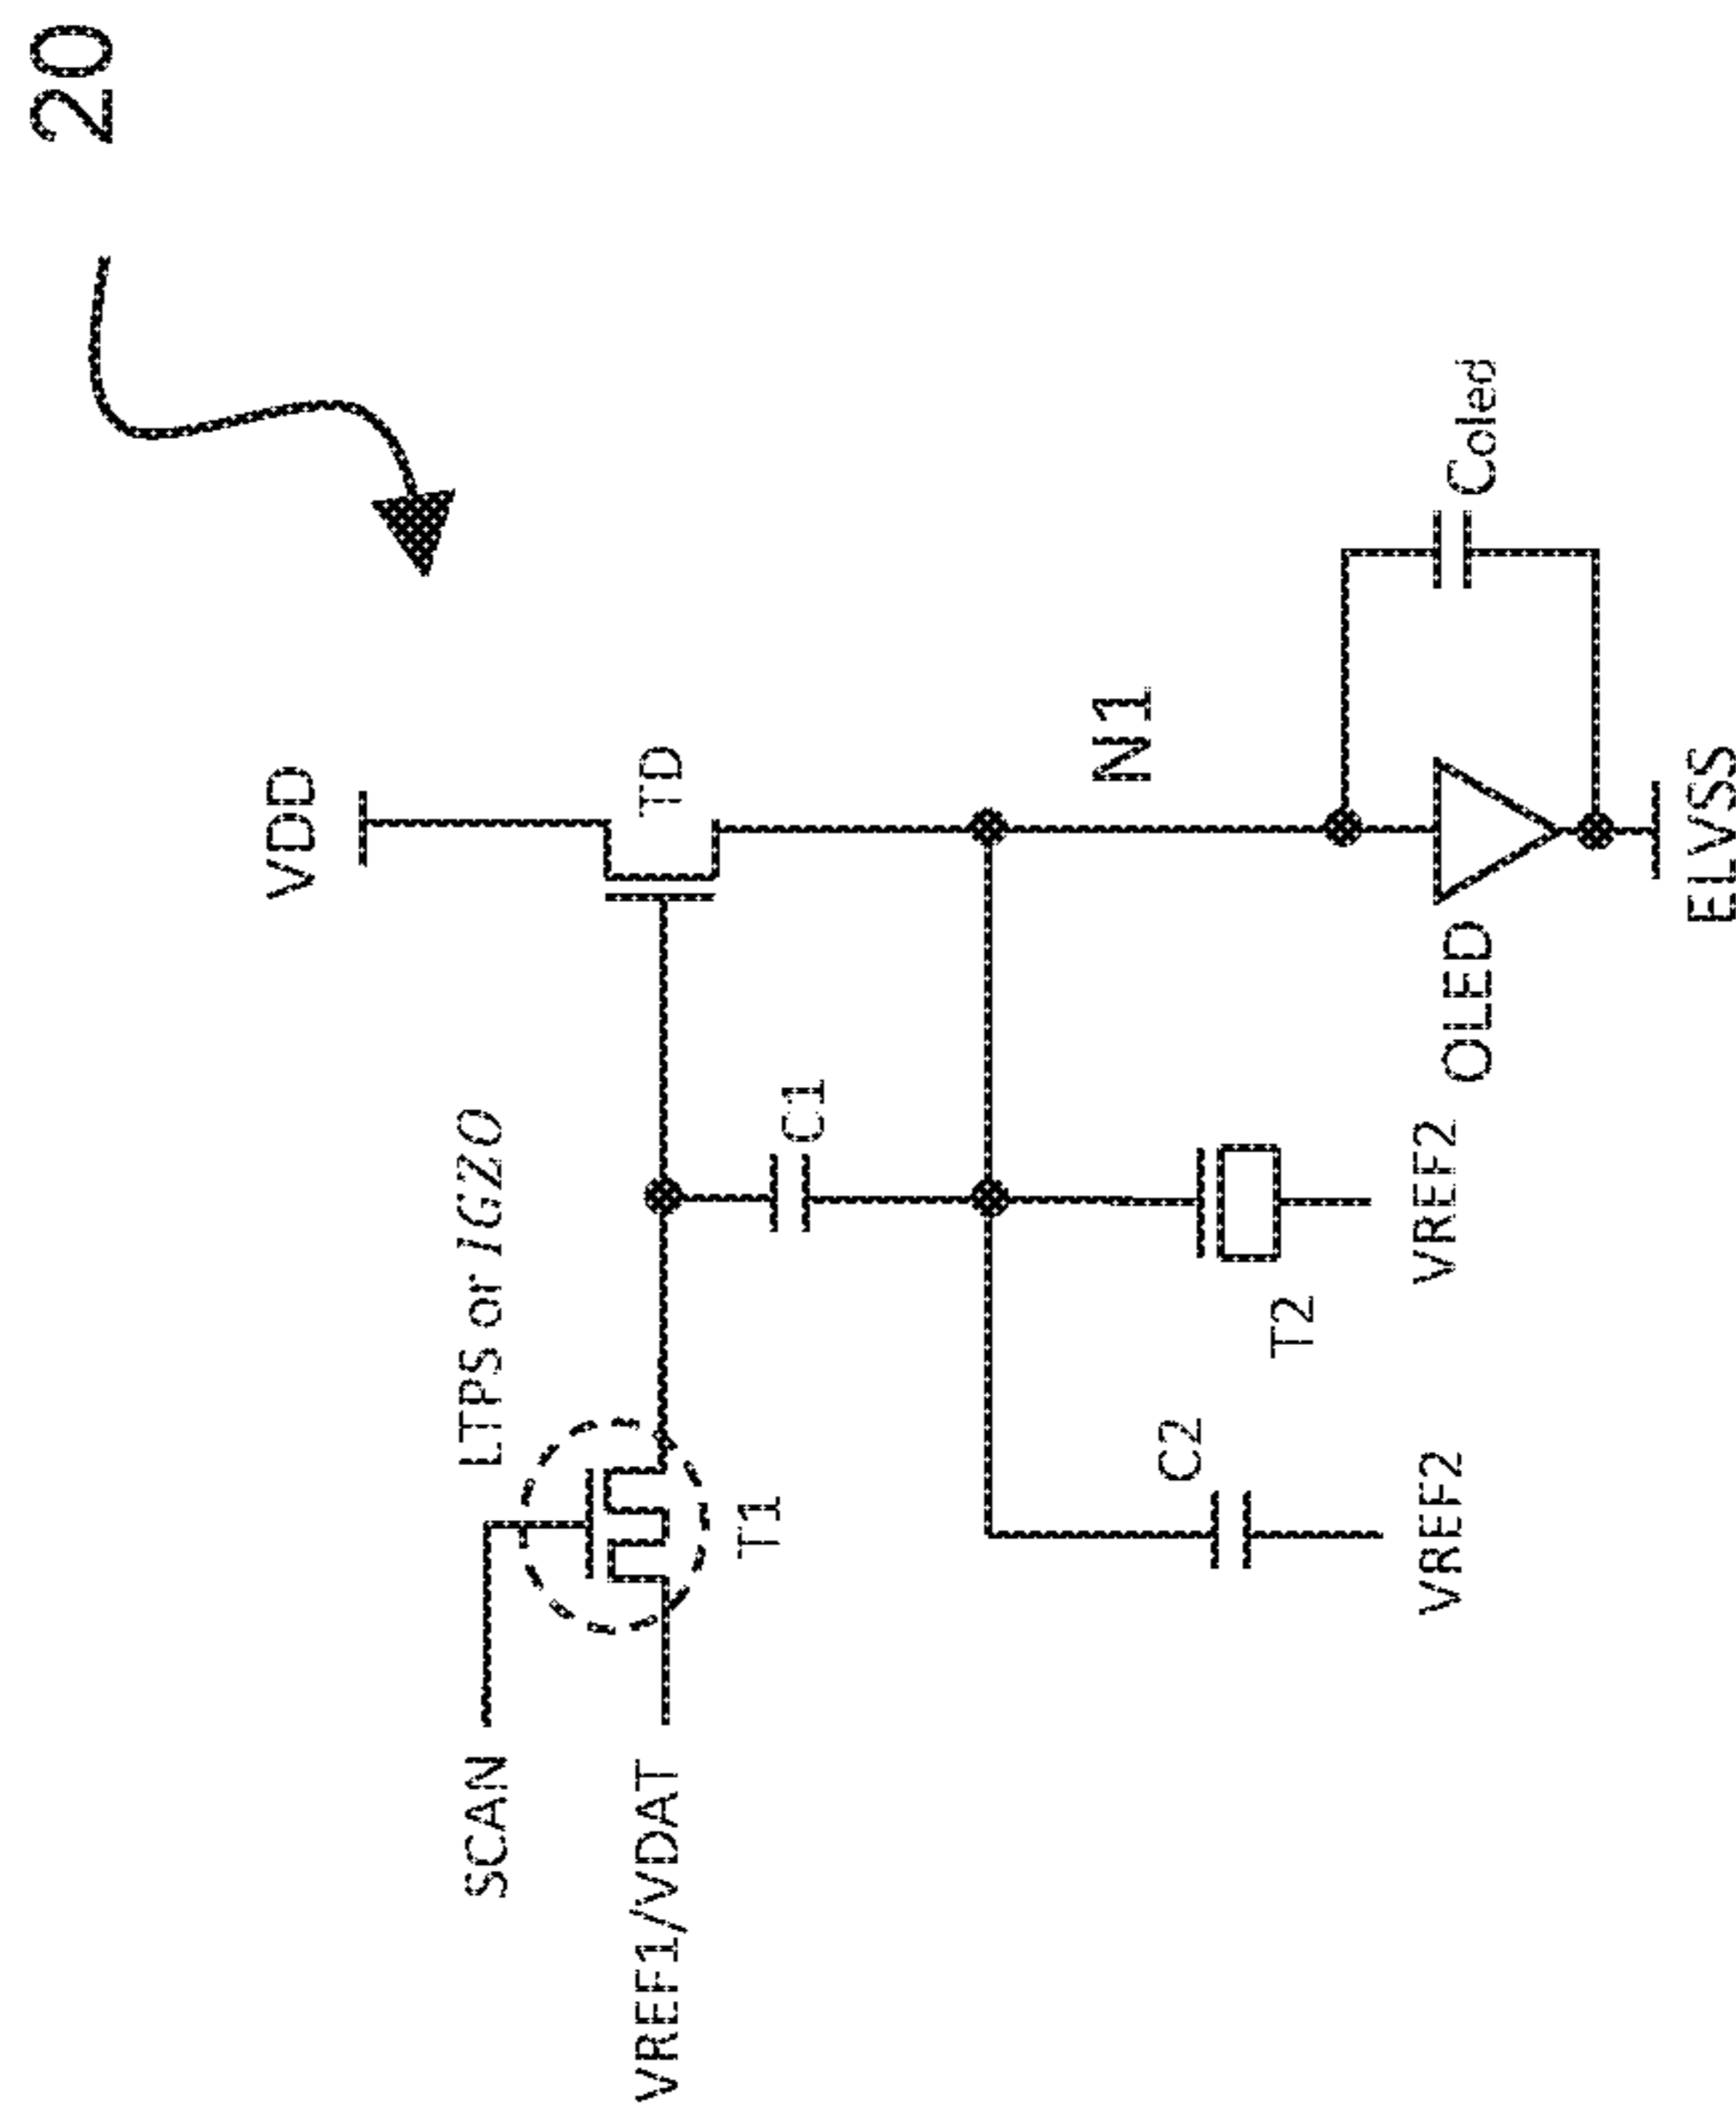 20
VDD
LTPS or IGZO
SCAN
TD
VREF1/VDAT
T1
C1
N1
C2
T2
VREF2
VREF2
OLED
Coled
ELVSS